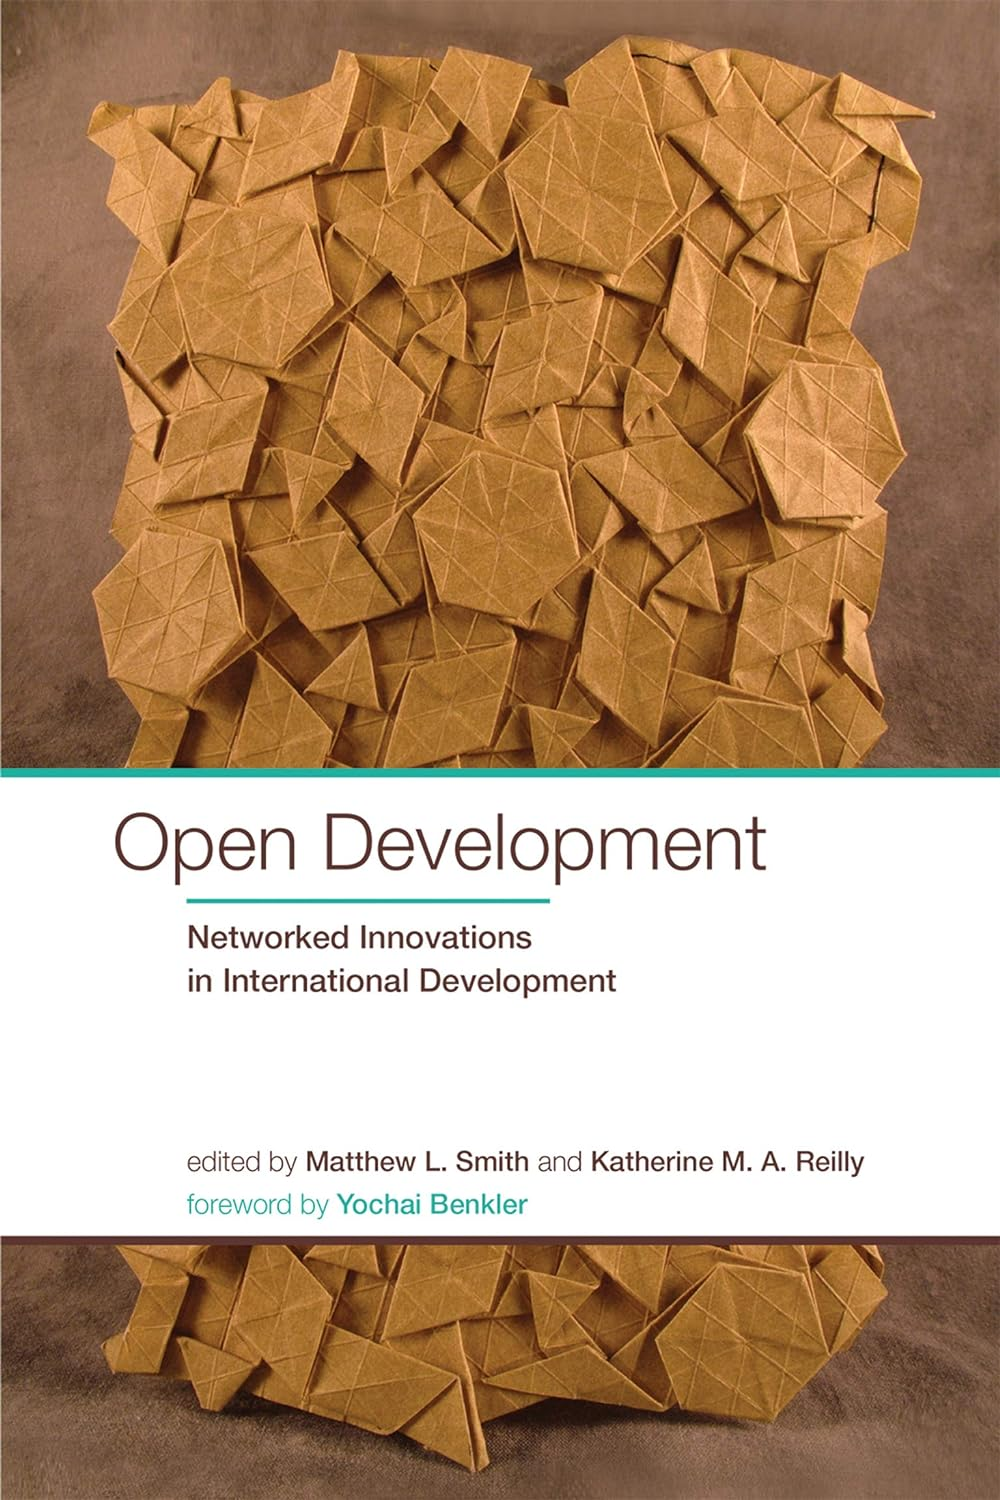 Open Development
Networked Innovations
in International Development
edited by Matthew L. Smith and Katherine M. A. Reilly
foreword by Yochai Benkler